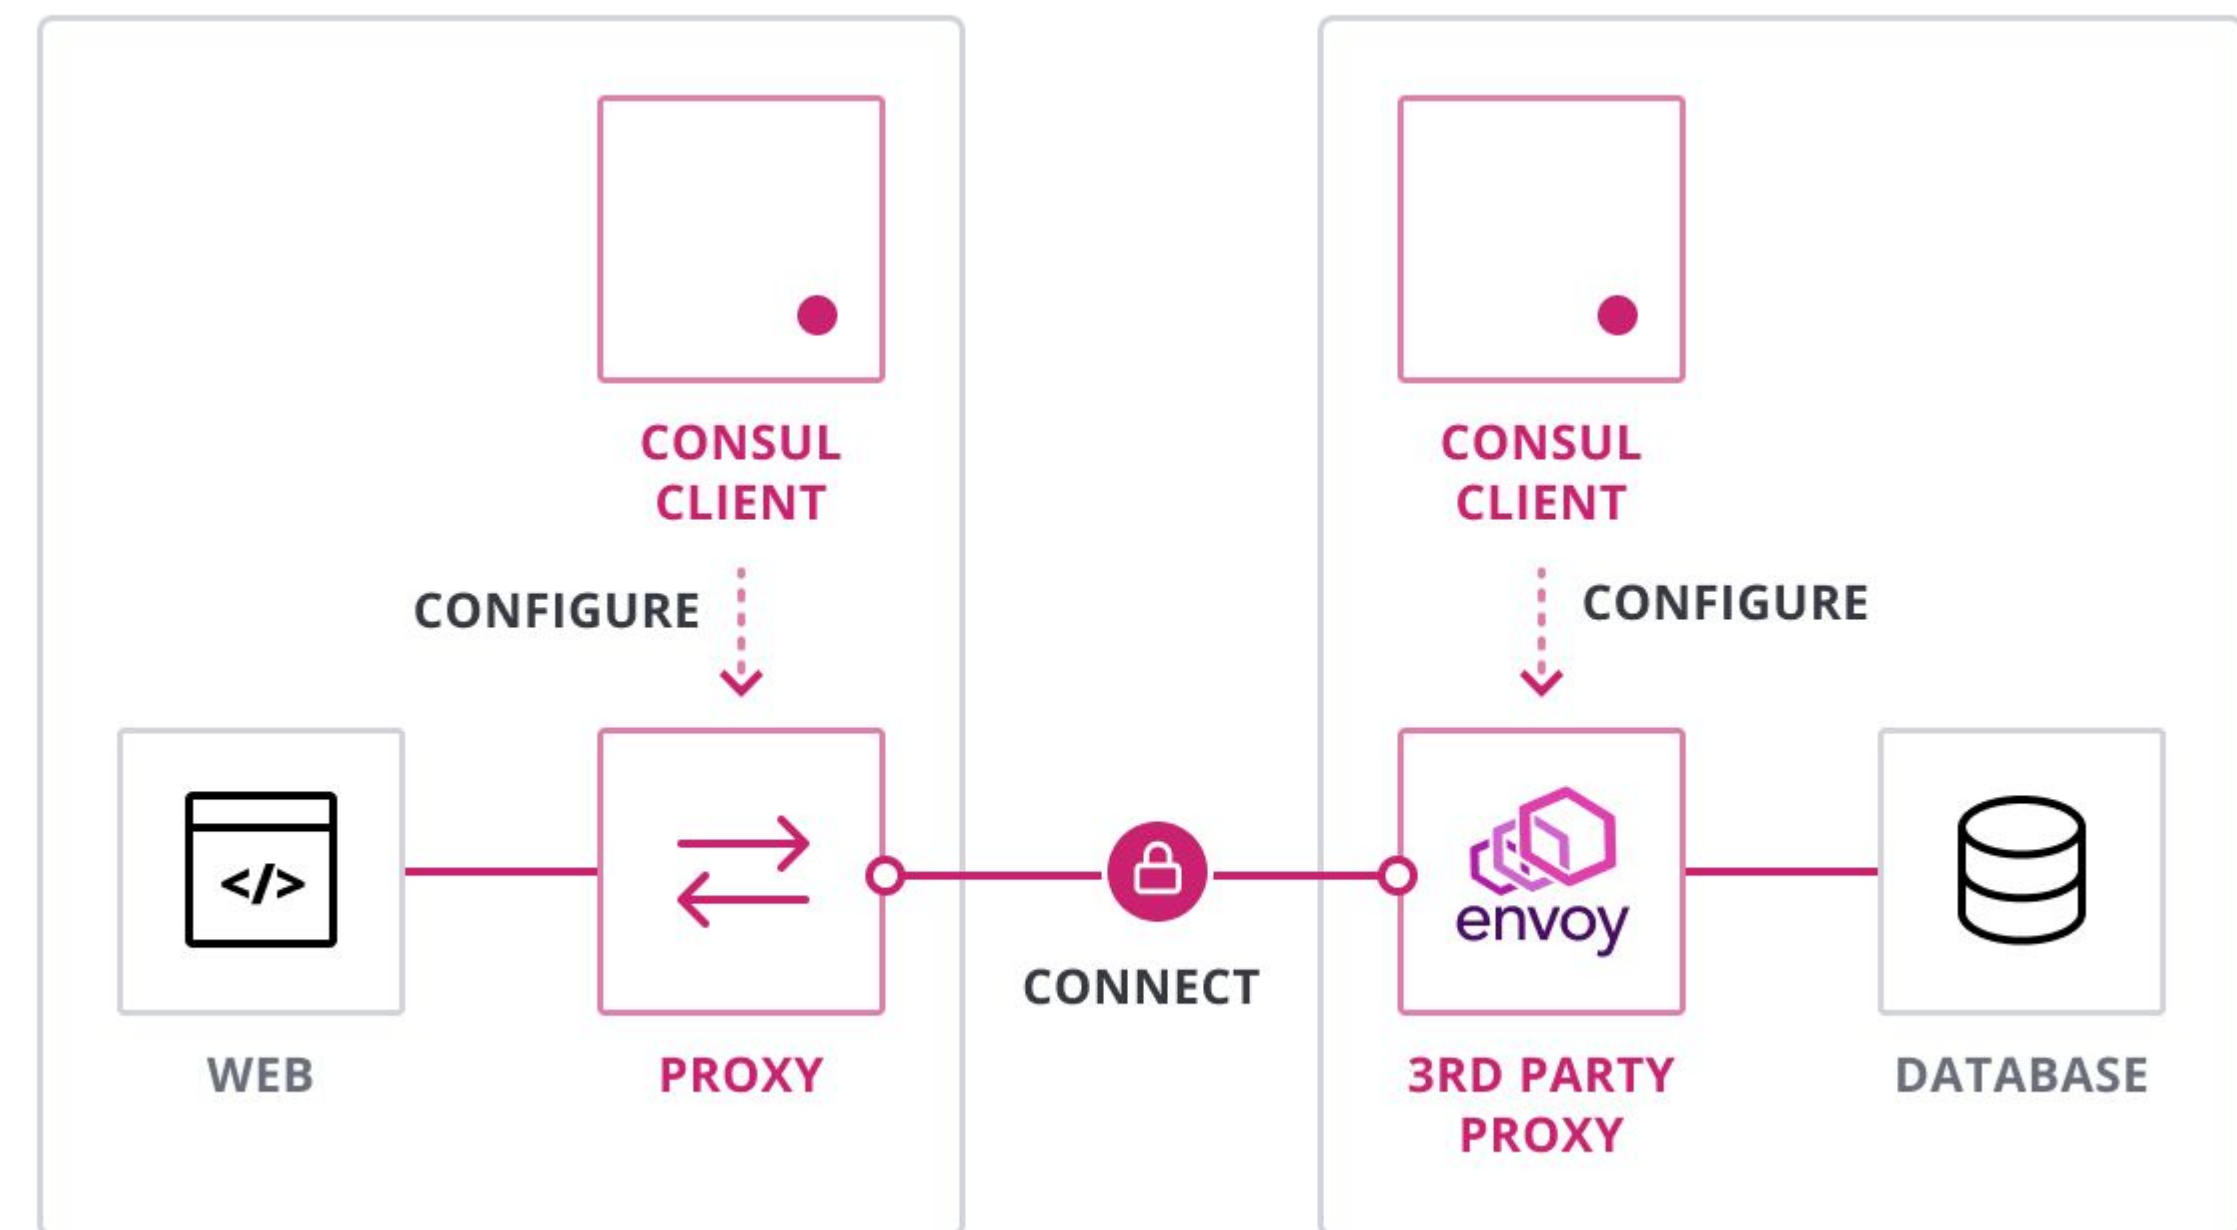 CONSUL
CLIENT
CONSUL
CLIENT
CONFIGURE
CONFIGURE
</>
envoy
CONNECT
WEB
PROXY
3RD PARTY
PROXY
DATABASE